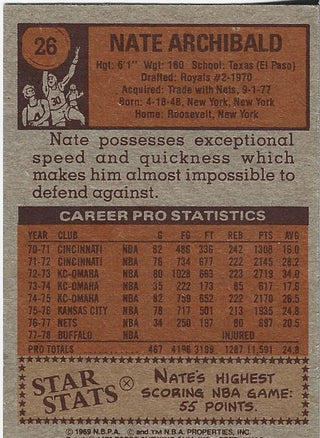 26
NATE ARCHIBALD
Hgt: 6'1" Wgt: 160 School: Texas (El Paso)
Drafted: Royals #2-1970
Acquired: Trade with Nets, 9-1-77
Born: 4-18-48, New York, New York
Home: Roosevelt, New York
Nate possesses exceptional
speed and quickness which
makes him almost impossible to
defend against.
CAREER PRO STATISTICS
YEAR CLUB G FG FT REB AST PTS AVG
70-71 CINCINNATI NBA 82 486 336 242 1308 16.0
71-72 CINCINNATI NBA 76 734 677 222 2145 28.2
72-73 KC-OMAHA NBA 80 1028 663 223 2719 34.0
73-74 KC-OMAHA NBA 35 222 173 85 617 17.6
74-75 KC-OMAHA NBA 82 759 652 222 26.5
75-76 KANSAS CITY NBA 78 717 501 213 24.8
76-77 NETS NBA 34 250 197 80 697 20.5
77-78 BUFFALO NBA INJURED
PRO TOTALS 467 4196 3199 1287 11,591 24.8
STAR
STATS
NATE'S HIGHEST
SCORING NBA GAME:
55 POINTS.
© 1969 N.B.P.A. © and TM N.B.A. Properties, Inc.